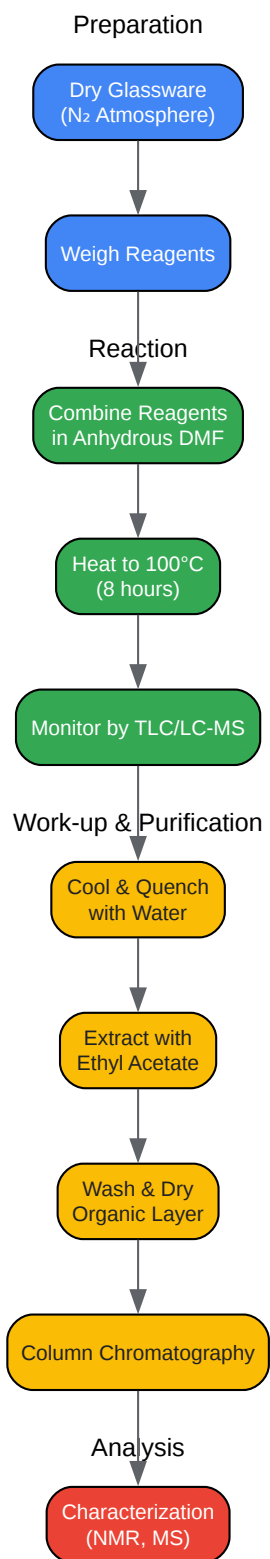 Preparation
Dry Glassware
(N₂ Atmosphere)
Weigh Reagents
Reaction
Combine Reagents
in Anhydrous DMF
Heat to 100°C
(8 hours)
Monitor by TLC/LC-MS
Work-up & Purification
Cool & Quench
with Water
Extract with
Ethyl Acetate
Wash & Dry
Organic Layer
Column Chromatography
Analysis
Characterization
(NMR, MS)